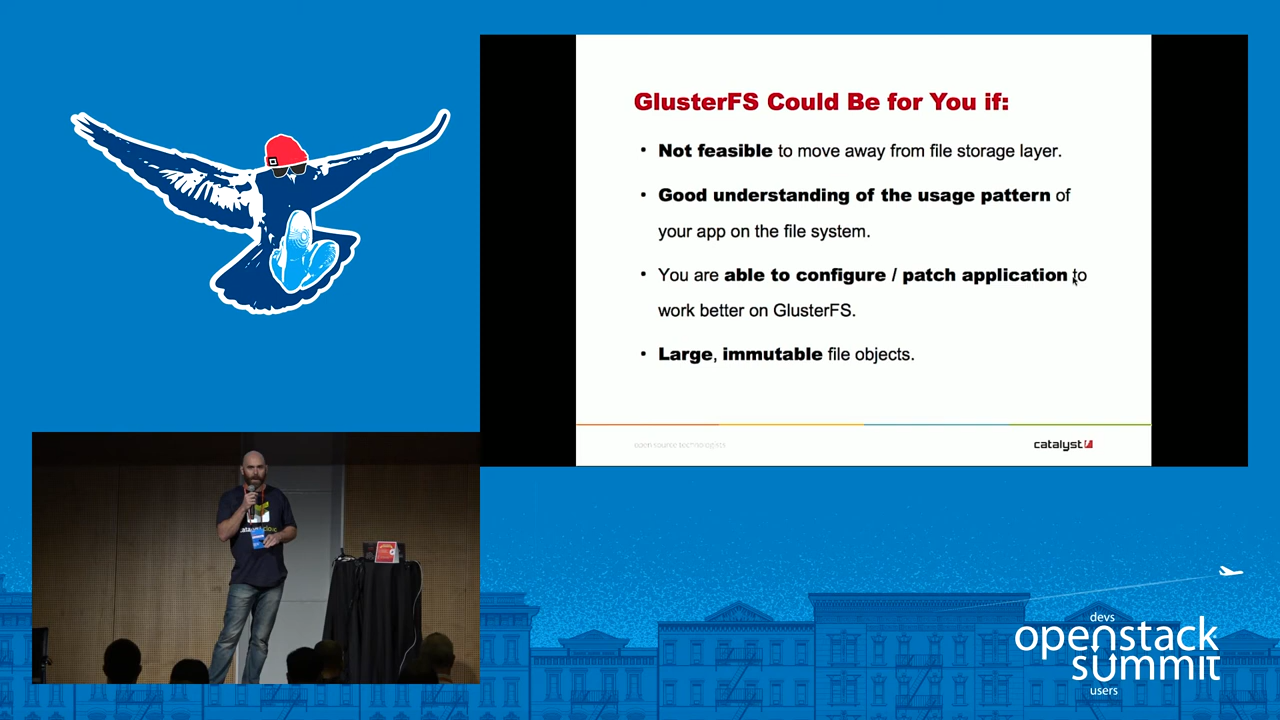 GlusterFS Could Be for You if:
• Not feasible to move away from file storage layer.
• Good understanding of the usage pattern of
your app on the file system.
• You are able to configure / patch application to
work better on GlusterFS.
• Large, immutable file objects.
open source technologists
catalyst
devs
openstack
summit
users